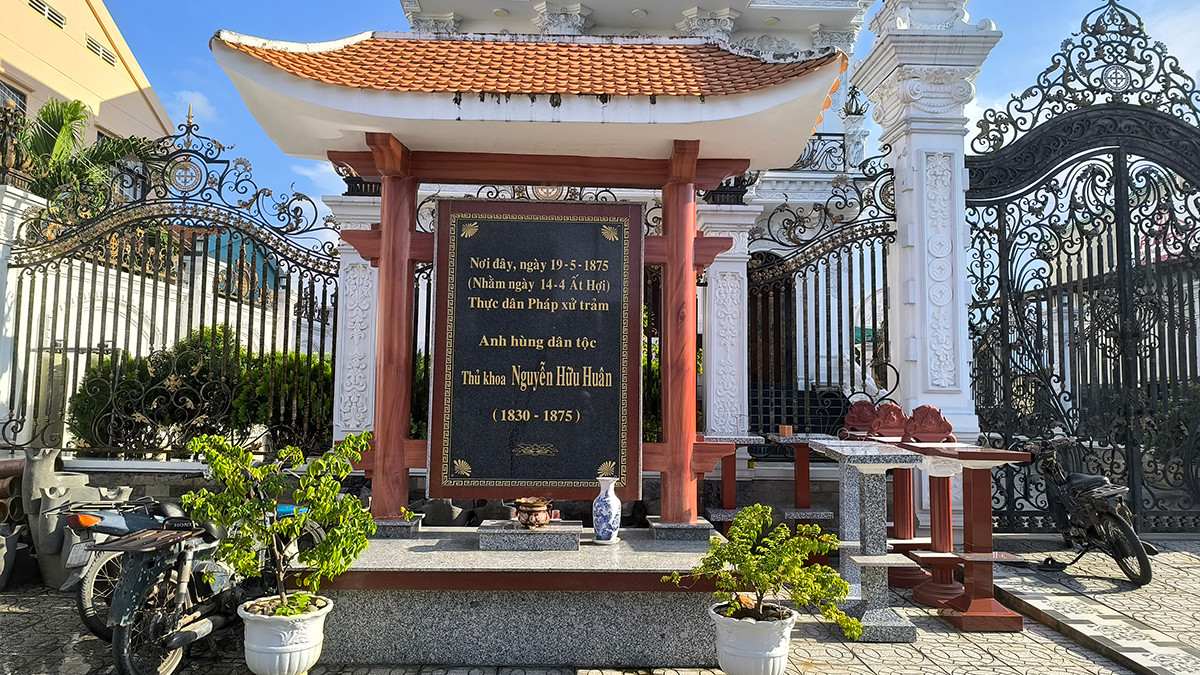 Nơi đây, ngày 19-5-1875
(Nhằm ngày 14-4 Ất Hợi)
Thực dân Pháp xử trảm
Anh hùng dân tộc
Thủ khoa Nguyễn Hữu Huân
(1830 - 1875)
HONDA